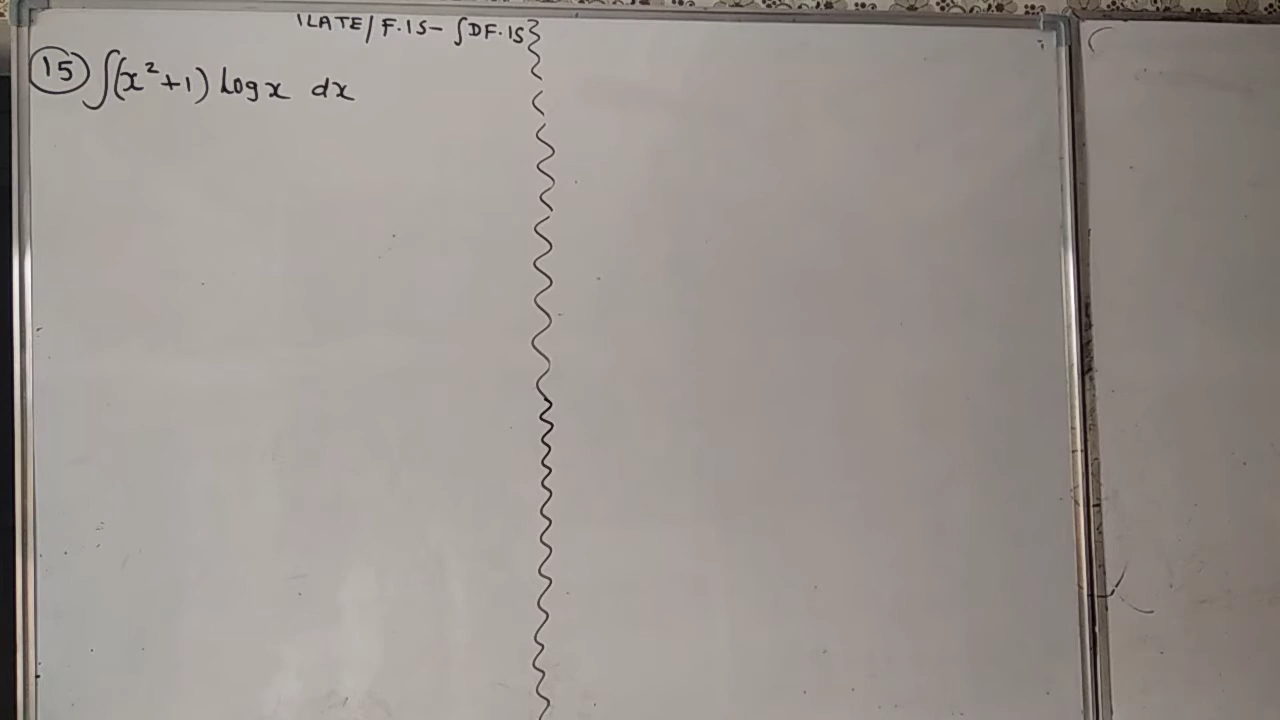 ILATE/F.IS-∫DF.IS
15 ∫(x²+1) log x dx